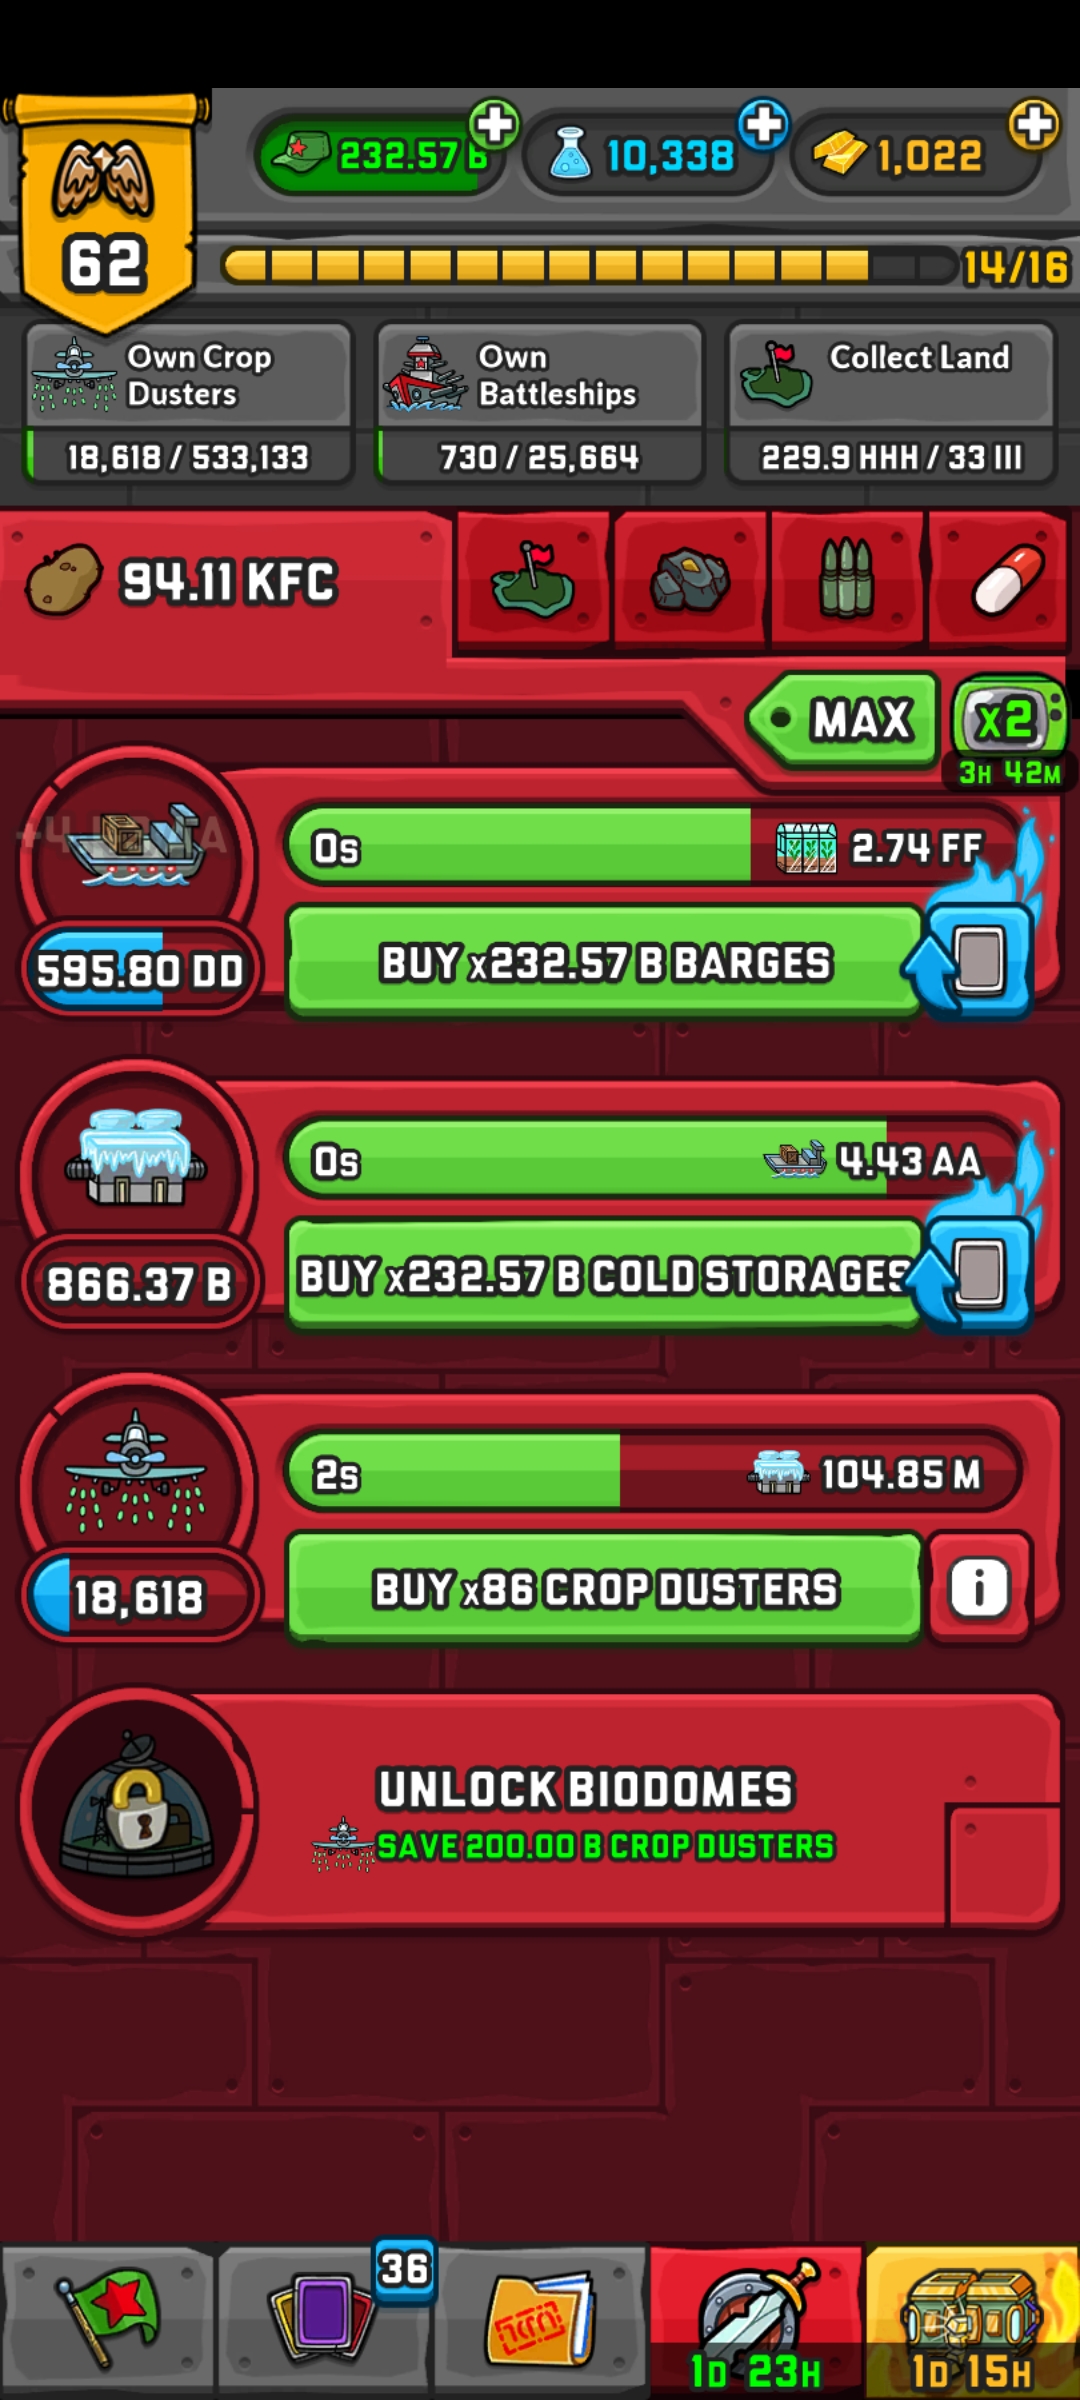 232.57 B
10,338
1,022
62
14/16
Own Crop
Dusters
18,618 / 533,133
Own
Battleships
730 / 25,664
Collect Land
229.9 HHH / 33 III
94.11 KFC
MAX
x2
3H 42M
0s
2.74 FF
595.80 DD
BUY x232.57 B BARGES
0s
4.43 AA
866.37 B
BUY x232.57 B COLD STORAGES
2s
104.85 M
18,618
BUY x86 CROP DUSTERS
i
UNLOCK BIODOMES
SAVE 200.00 B CROP DUSTERS
36
1D 23H
1D 15H